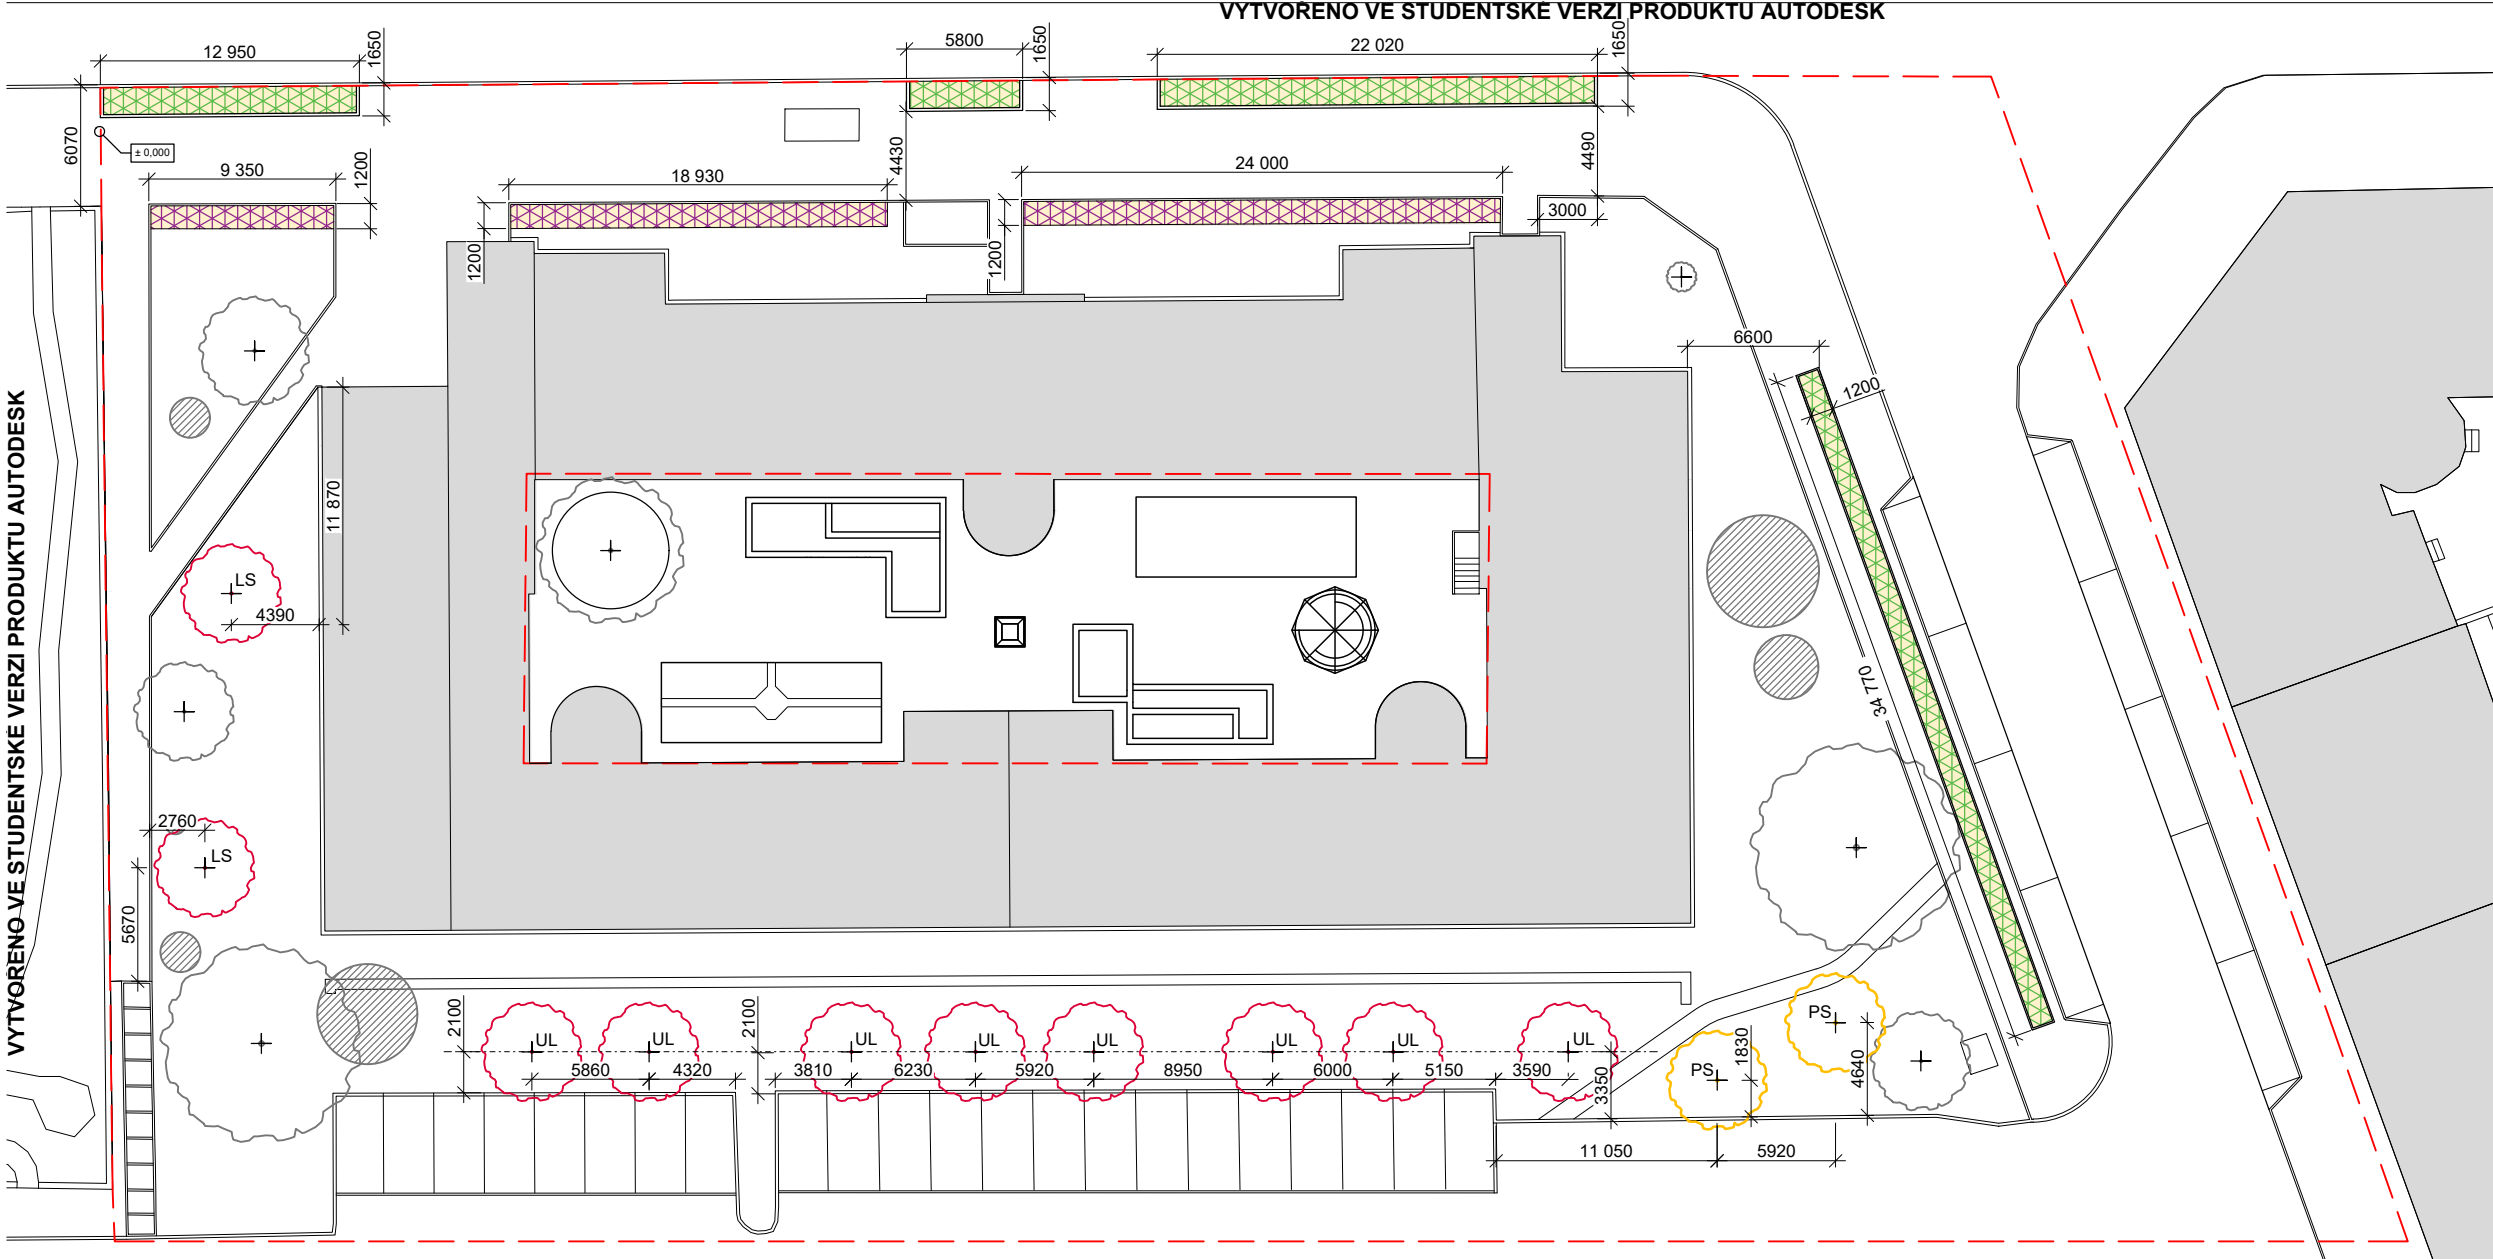 VYTVOŘENO VE STUDENTSKÉ VERZI PRODUKTU AUTODESK
12 950
1650
5800
1650
22 020
1650
6070
± 0,000
9 350
1200
18 930
4430
24 000
4490
3000
1200
1200
6600
1200
VYTVOŘENO VE STUDENTSKÉ VERZI PRODUKTU AUTODESK
11 870
LS
4390
34 770
2760
LS
5670
2100
2100
UL
UL
UL
UL
UL
UL
UL
UL
PS
PS
5860
4320
3810
6230
5920
8950
6000
5150
3590
3350
1830
4640
11 050
5920